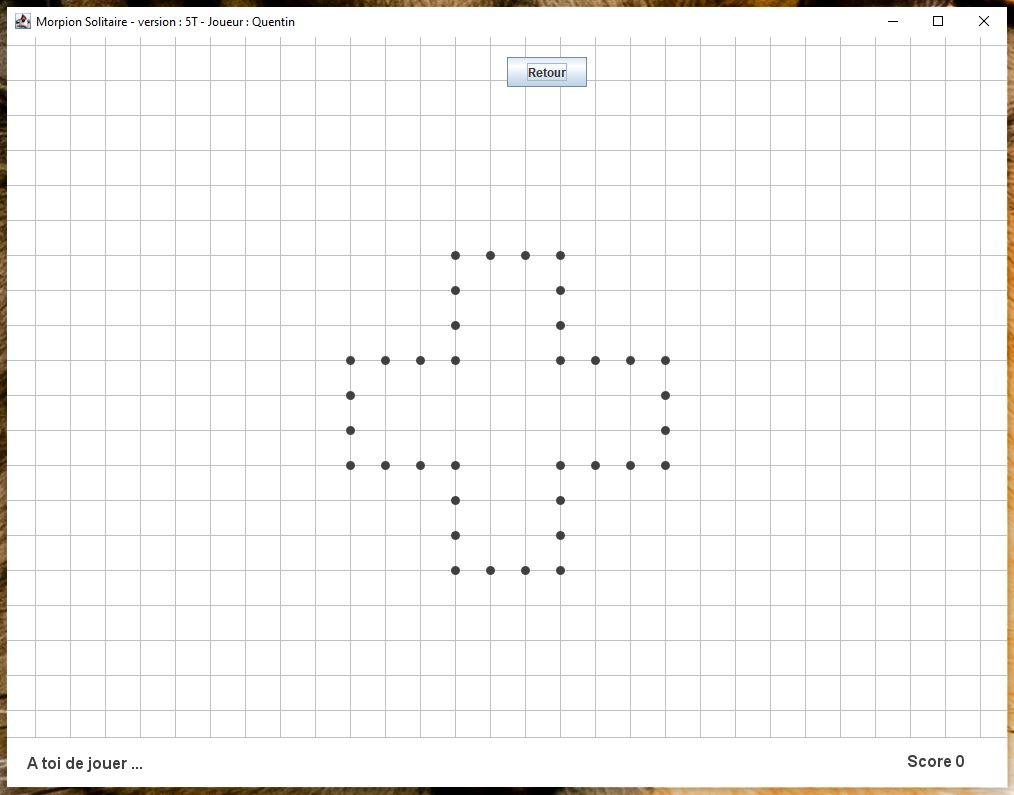 Morpion Solitaire - version : 5T - Joueur : Quentin
Retour
A toi de jouer ...
Score 0